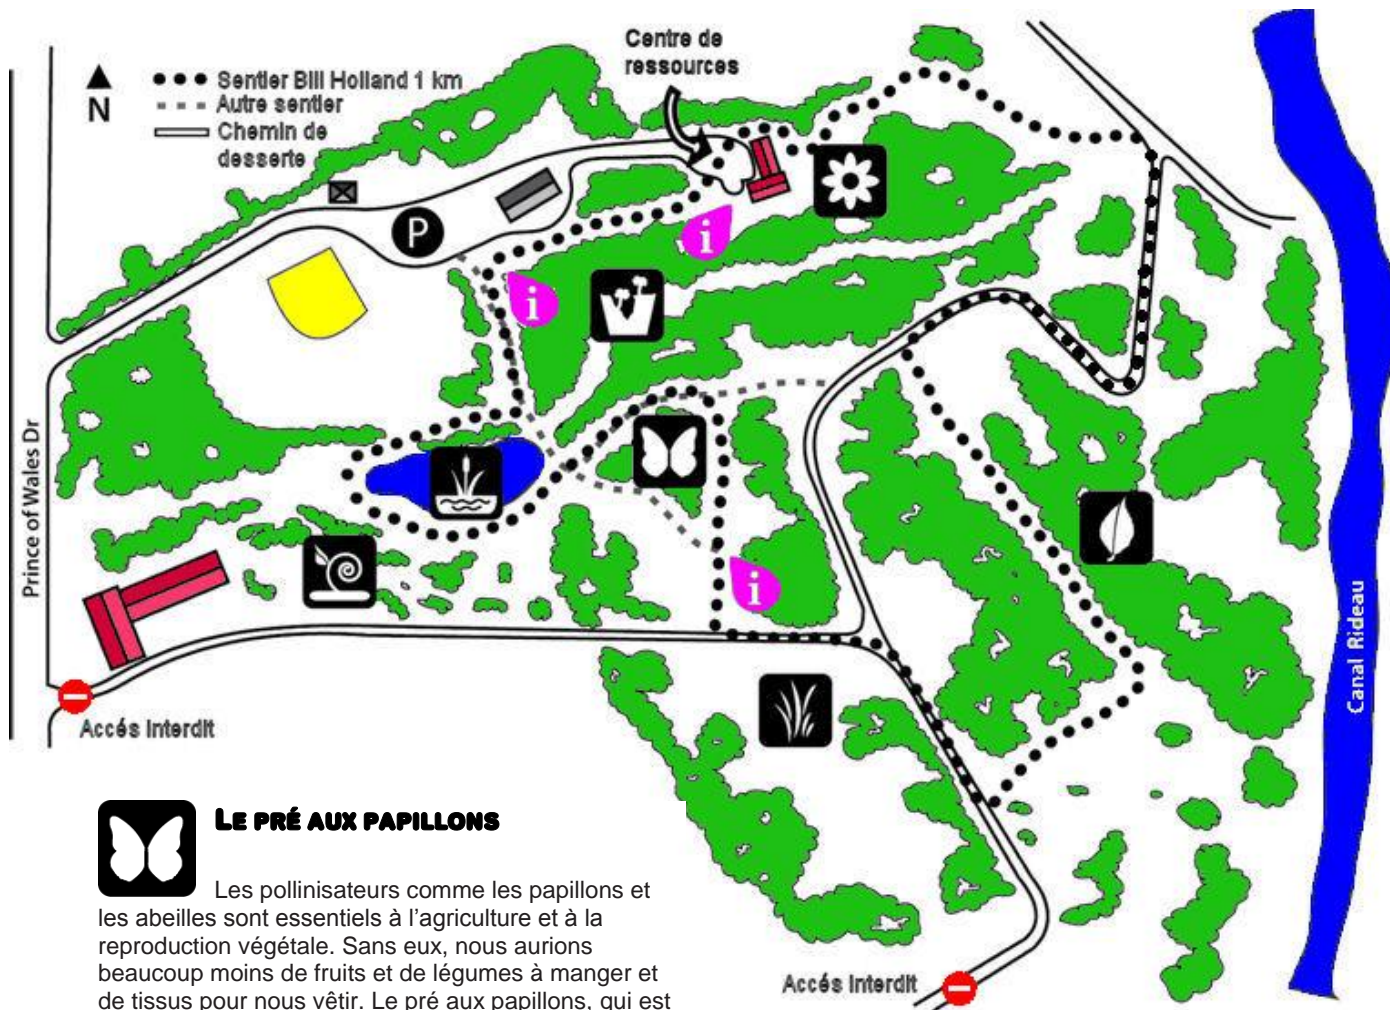 Centre de
ressources
N
Sentier Bill Holland 1 km
Autre sentier
Chemin de
desserte
P
i
i
i
Prince of Wales Dr
Canal Rideau
Accés Interdit
LE PRÉ AUX PAPILLONS
Les pollinisateurs comme les papillons et
les abeilles sont essentiels à l’agriculture et à la
reproduction végétale. Sans eux, nous aurions
beaucoup moins de fruits et de légumes à manger et
de tissus pour nous vêtir. Le pré aux papillons, qui est
Accés Interdit